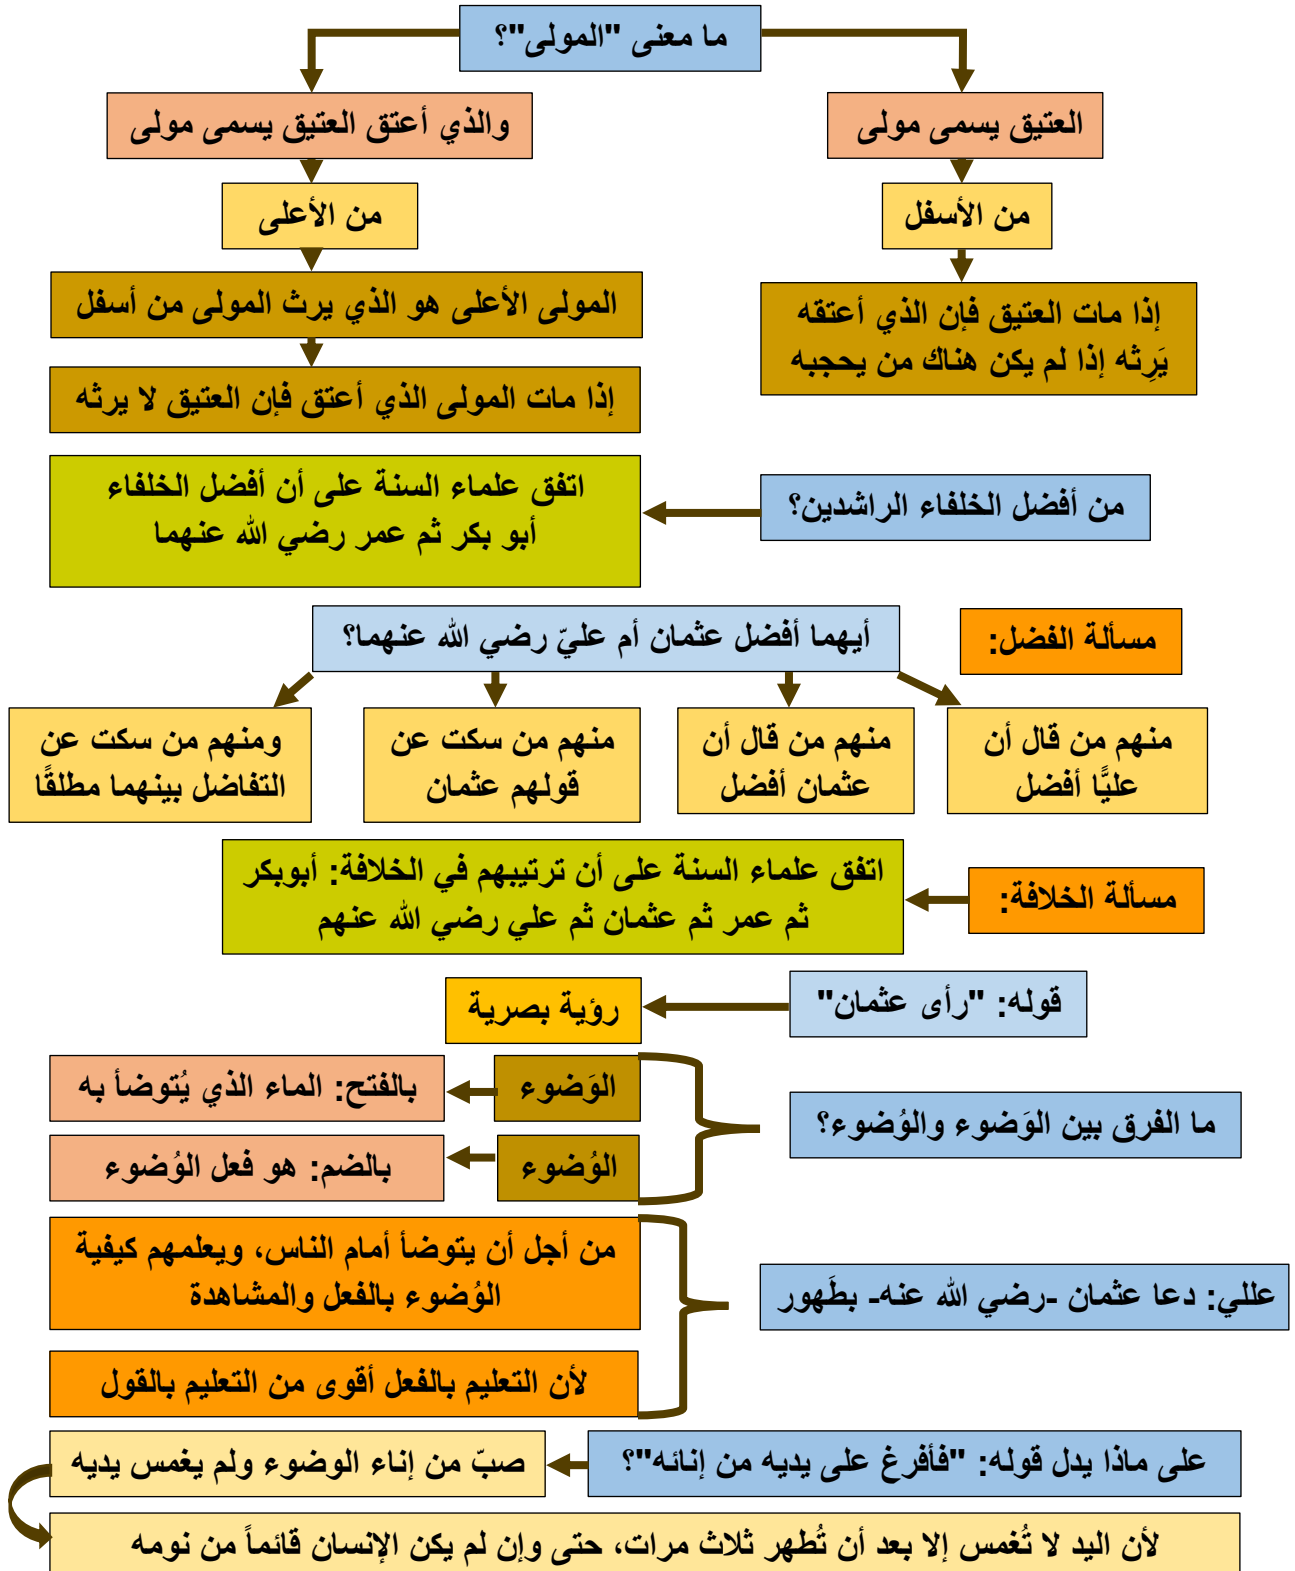 ما معنى "المولى"؟
العتيق يسمى مولى
والذي أعتق العتيق يسمى مولى
من الأسفل
من الأعلى
إذا مات العتيق فإن الذي أعتقه
يَرِثه إذا لم يكن هناك من يحجبه
المولى الأعلى هو الذي يرث المولى من أسفل
إذا مات المولى الذي أعتق فإن العتيق لا يرثه
من أفضل الخلفاء الراشدين؟
اتفق علماء السنة على أن أفضل الخلفاء
أبو بكر ثم عمر رضي الله عنهما
مسألة الفضل:
أيهما أفضل عثمان أم عليّ رضي الله عنهما؟
منهم من قال أن
عليًّا أفضل
منهم من قال أن
عثمان أفضل
منهم من سكت عن
قولهم عثمان
ومنهم من سكت عن
التفاضل بينهما مطلقًا
مسألة الخلافة:
اتفق علماء السنة على أن ترتيبهم في الخلافة: أبوبكر
ثم عمر ثم عثمان ثم علي رضي الله عنهم
قوله: "رأى عثمان"
رؤية بصرية
ما الفرق بين الوَضوء والوُضوء؟
الوَضوء
بالفتح: الماء الذي يُتوضأ به
الوُضوء
بالضم: هو فعل الوُضوء
عللي: دعا عثمان -رضي الله عنه- بطَهور
من أجل أن يتوضأ أمام الناس، ويعلمهم كيفية
الوُضوء بالفعل والمشاهدة
لأن التعليم بالفعل أقوى من التعليم بالقول
على ماذا يدل قوله: "فأفرغ على يديه من إنائه"؟
صبّ من إناء الوضوء ولم يغمس يديه
لأن اليد لا تُغمس إلا بعد أن تُطهر ثلاث مرات، حتى وإن لم يكن الإنسان قائماً من نومه